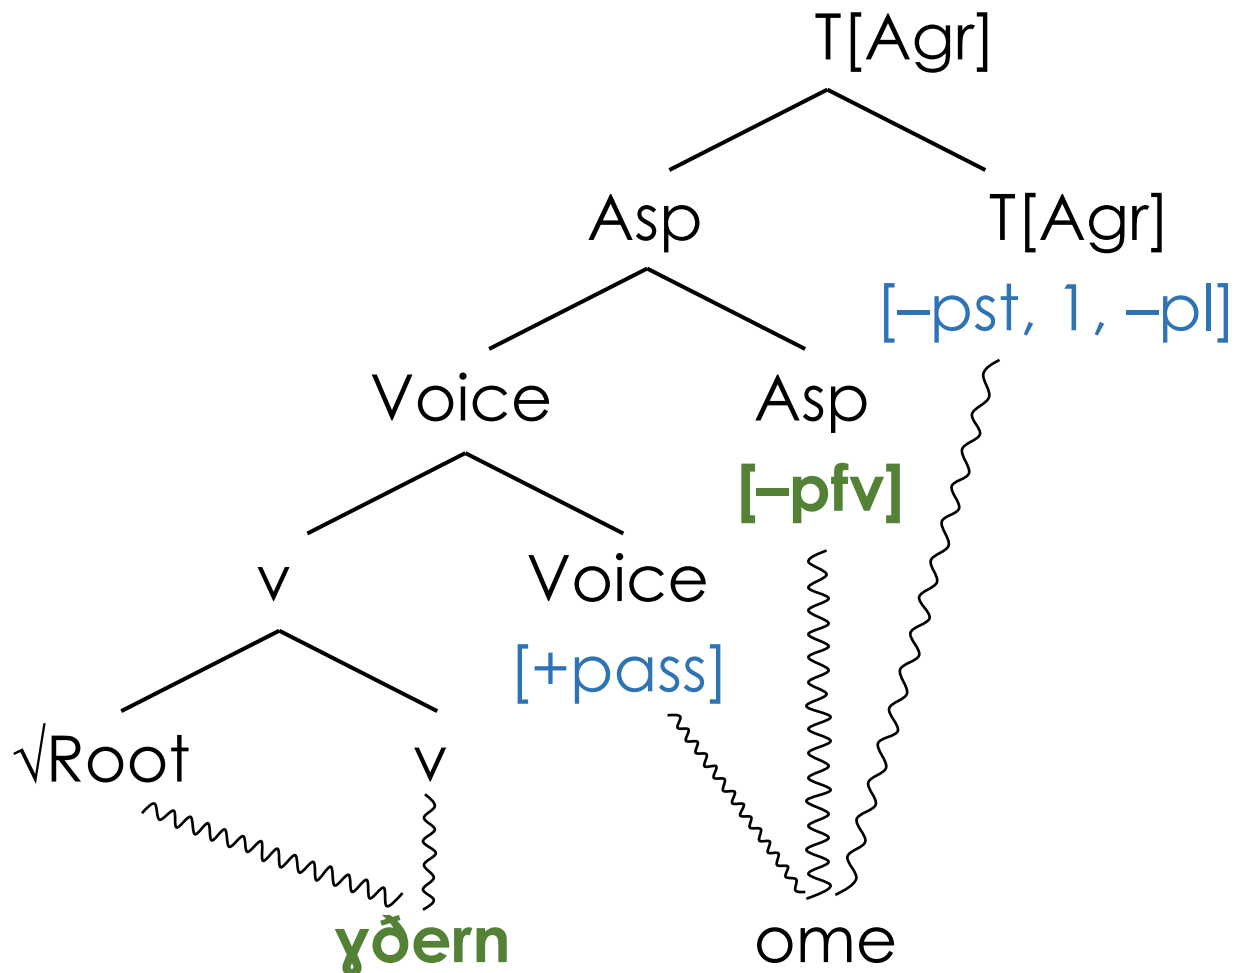 T[Agr]
Asp T[Agr]
[–pst, 1, –pl]
Voice Asp
[–pfv]
v Voice
[+pass]
√Root v
ɣðern ome